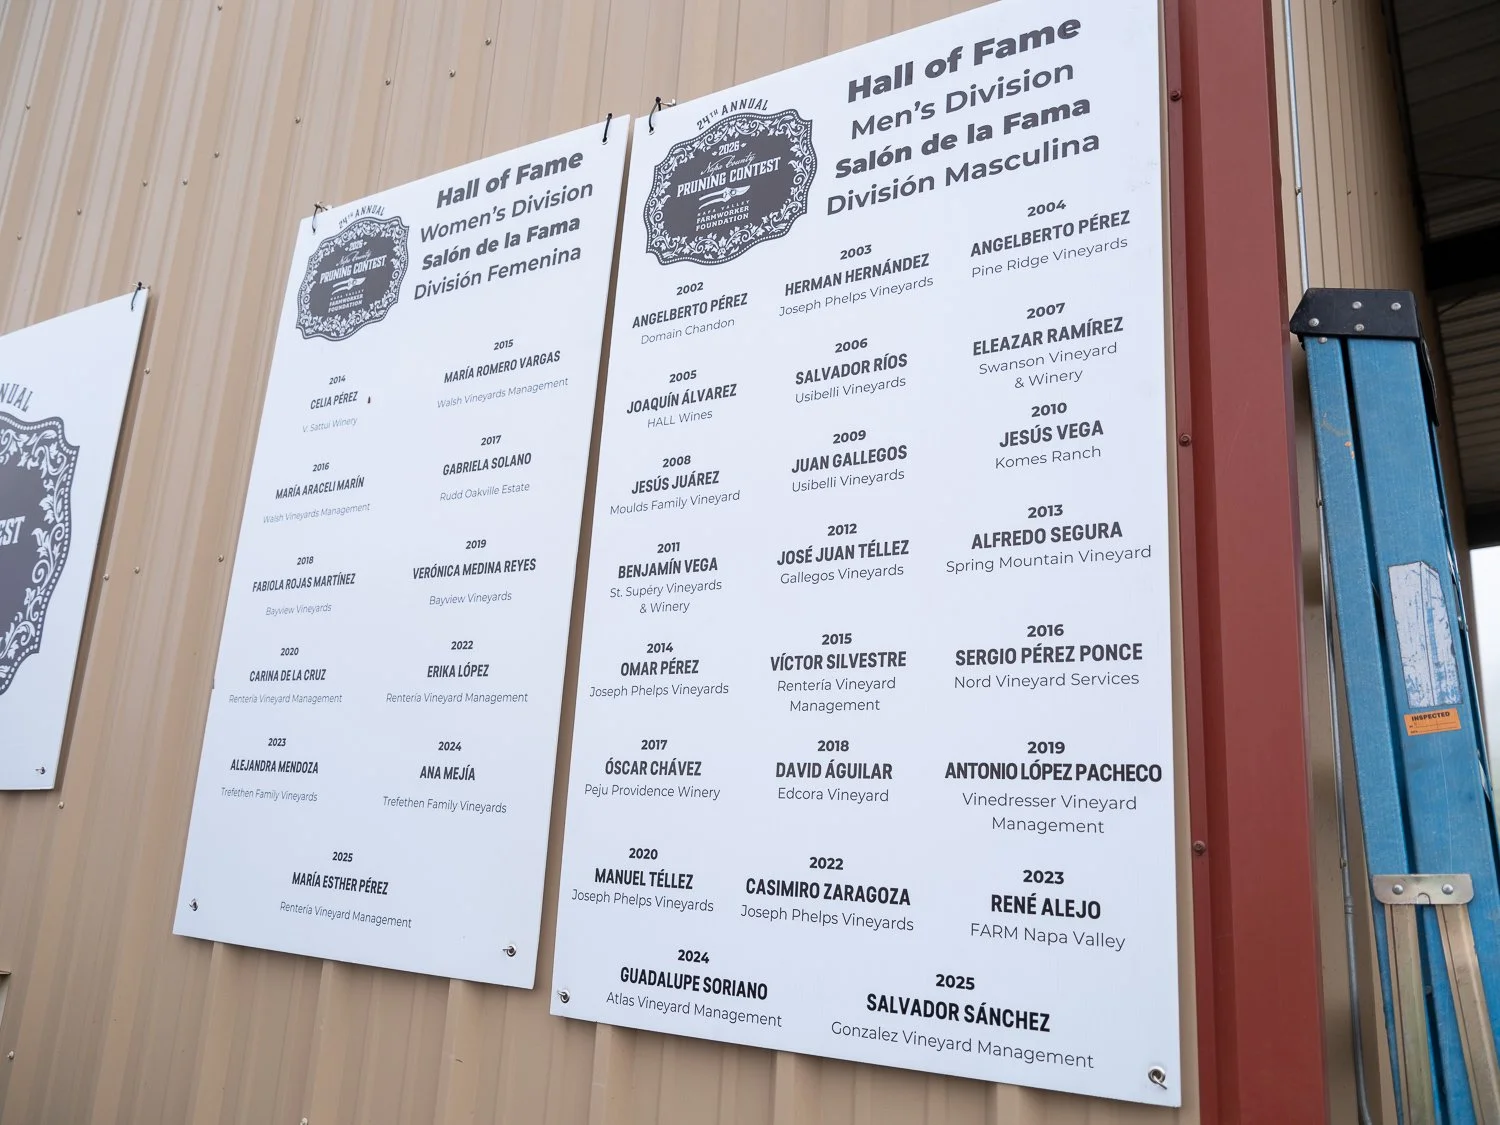 NUAL
EST
24TH ANNUAL
2026
Napa County
PRUNING CONTEST
NAPA VALLEY
FARMWORKER
FOUNDATION
Hall of Fame
Women's Division
Salón de la Fama
División Femenina
2014
CELIA PÉREZ
V. Sattui Winery
2015
MARÍA ROMERO VARGAS
Walsh Vineyards Management
2016
MARÍA ARACELI MARÍN
Walsh Vineyards Management
2017
GABRIELA SOLANO
Rudd Oakville Estate
2018
FABIOLA ROJAS MARTÍNEZ
Bayview Vineyards
2019
VERÓNICA MEDINA REYES
Bayview Vineyards
2020
CARINA DE LA CRUZ
Rentería Vineyard Management
2022
ERIKA LÓPEZ
Rentería Vineyard Management
2023
ALEJANDRA MENDOZA
Trefethen Family Vineyards
2024
ANA MEJÍA
Trefethen Family Vineyards
2025
MARÍA ESTHER PÉREZ
Rentería Vineyard Management
24TH ANNUAL
2026
Napa County
PRUNING CONTEST
NAPA VALLEY
FARMWORKER
FOUNDATION
Hall of Fame
Men's Division
Salón de la Fama
División Masculina
2002
ANGELBERTO PÉREZ
Domain Chandon
2003
HERMAN HERNÁNDEZ
Joseph Phelps Vineyards
2004
ANGELBERTO PÉREZ
Pine Ridge Vineyards
2005
JOAQUÍN ÁLVAREZ
HALL Wines
2006
SALVADOR RÍOS
Usibelli Vineyards
2007
ELEAZAR RAMÍREZ
Swanson Vineyard
& Winery
2008
JESÚS JUÁREZ
Moulds Family Vineyard
2009
JUAN GALLEGOS
Usibelli Vineyards
2010
JESÚS VEGA
Komes Ranch
2011
BENJAMÍN VEGA
St. Supéry Vineyards
& Winery
2012
JOSÉ JUAN TÉLLEZ
Gallegos Vineyards
2013
ALFREDO SEGURA
Spring Mountain Vineyard
2014
OMAR PÉREZ
Joseph Phelps Vineyards
2015
VÍCTOR SILVESTRE
Rentería Vineyard
Management
2016
SERGIO PÉREZ PONCE
Nord Vineyard Services
2017
ÓSCAR CHÁVEZ
Peju Providence Winery
2018
DAVID ÁGUILAR
Edcora Vineyard
2019
ANTONIO LÓPEZ PACHECO
Vinedresser Vineyard
Management
2020
MANUEL TÉLLEZ
Joseph Phelps Vineyards
2022
CASIMIRO ZARAGOZA
Joseph Phelps Vineyards
2023
RENÉ ALEJO
FARM Napa Valley
2024
GUADALUPE SORIANO
Atlas Vineyard Management
2025
SALVADOR SÁNCHEZ
Gonzalez Vineyard Management
INSPECTED